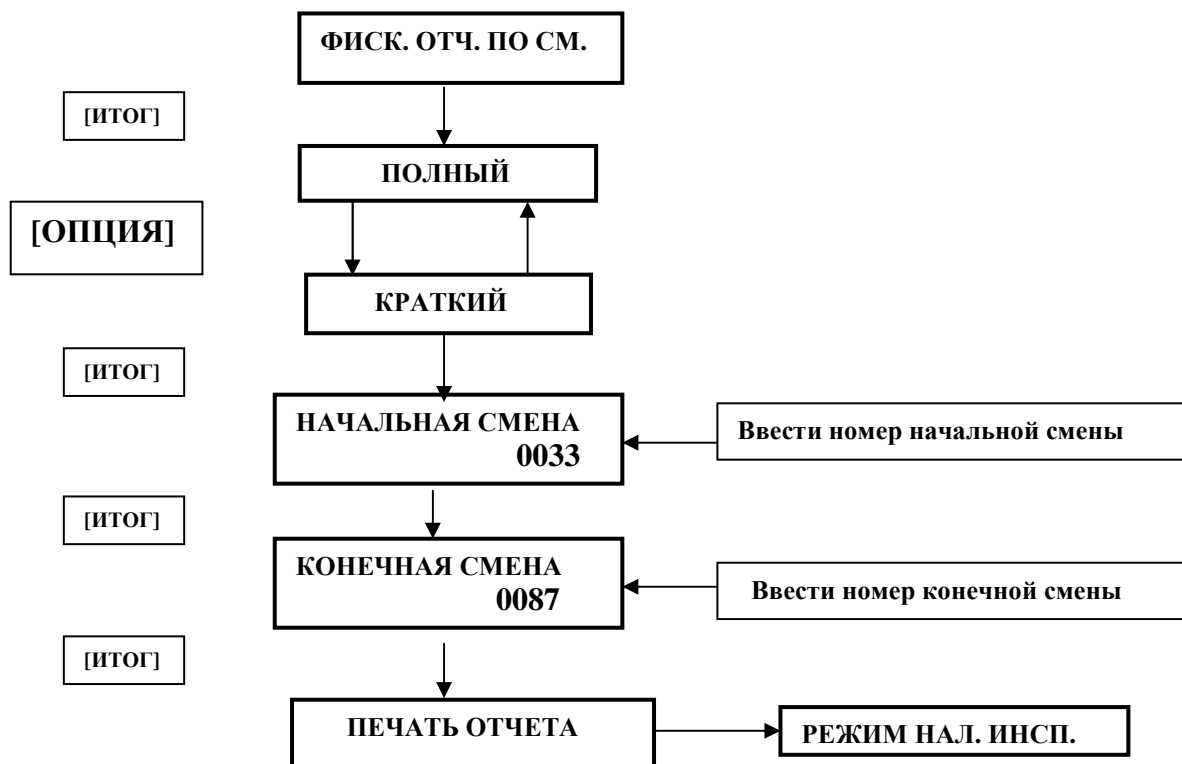 ФИСК. ОТЧ. ПО СМ.
[ИТОГ]
ПОЛНЫЙ
[ОПЦИЯ]
КРАТКИЙ
[ИТОГ]
НАЧАЛЬНАЯ СМЕНА
0033
Ввести номер начальной смены
[ИТОГ]
КОНЕЧНАЯ СМЕНА
0087
Ввести номер конечной смены
[ИТОГ]
ПЕЧАТЬ ОТЧЕТА
РЕЖИМ НАЛ. ИНСП.